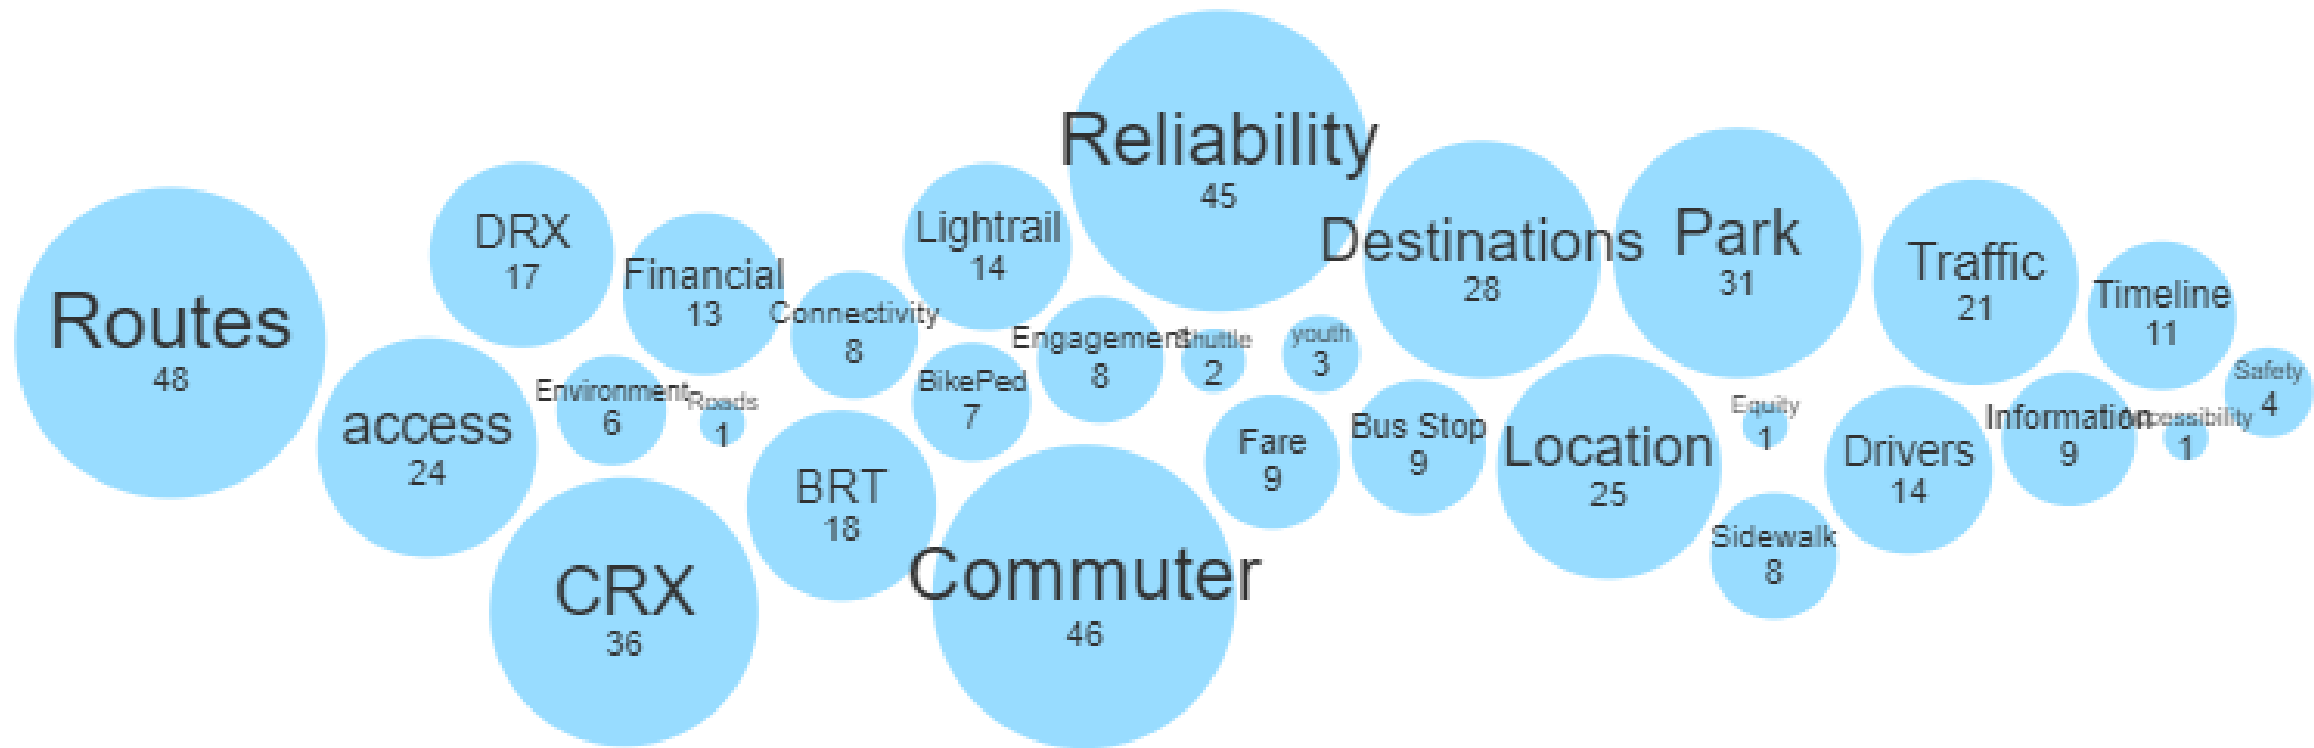 Routes
48
access
24
DRX
17
CRX
36
Environment
6
Financial
13
Roads
1
Connectivity
8
BRT
18
Lightrail
14
BikePed
7
Commuter
46
Engagement
8
Reliability
45
Shuttle
2
youth
3
Fare
9
Bus Stop
9
Destinations
28
Location
25
Park
31
Equity
1
Sidewalk
8
Traffic
21
Drivers
14
Information
9
Timeline
11
Accessibility
1
Safety
4